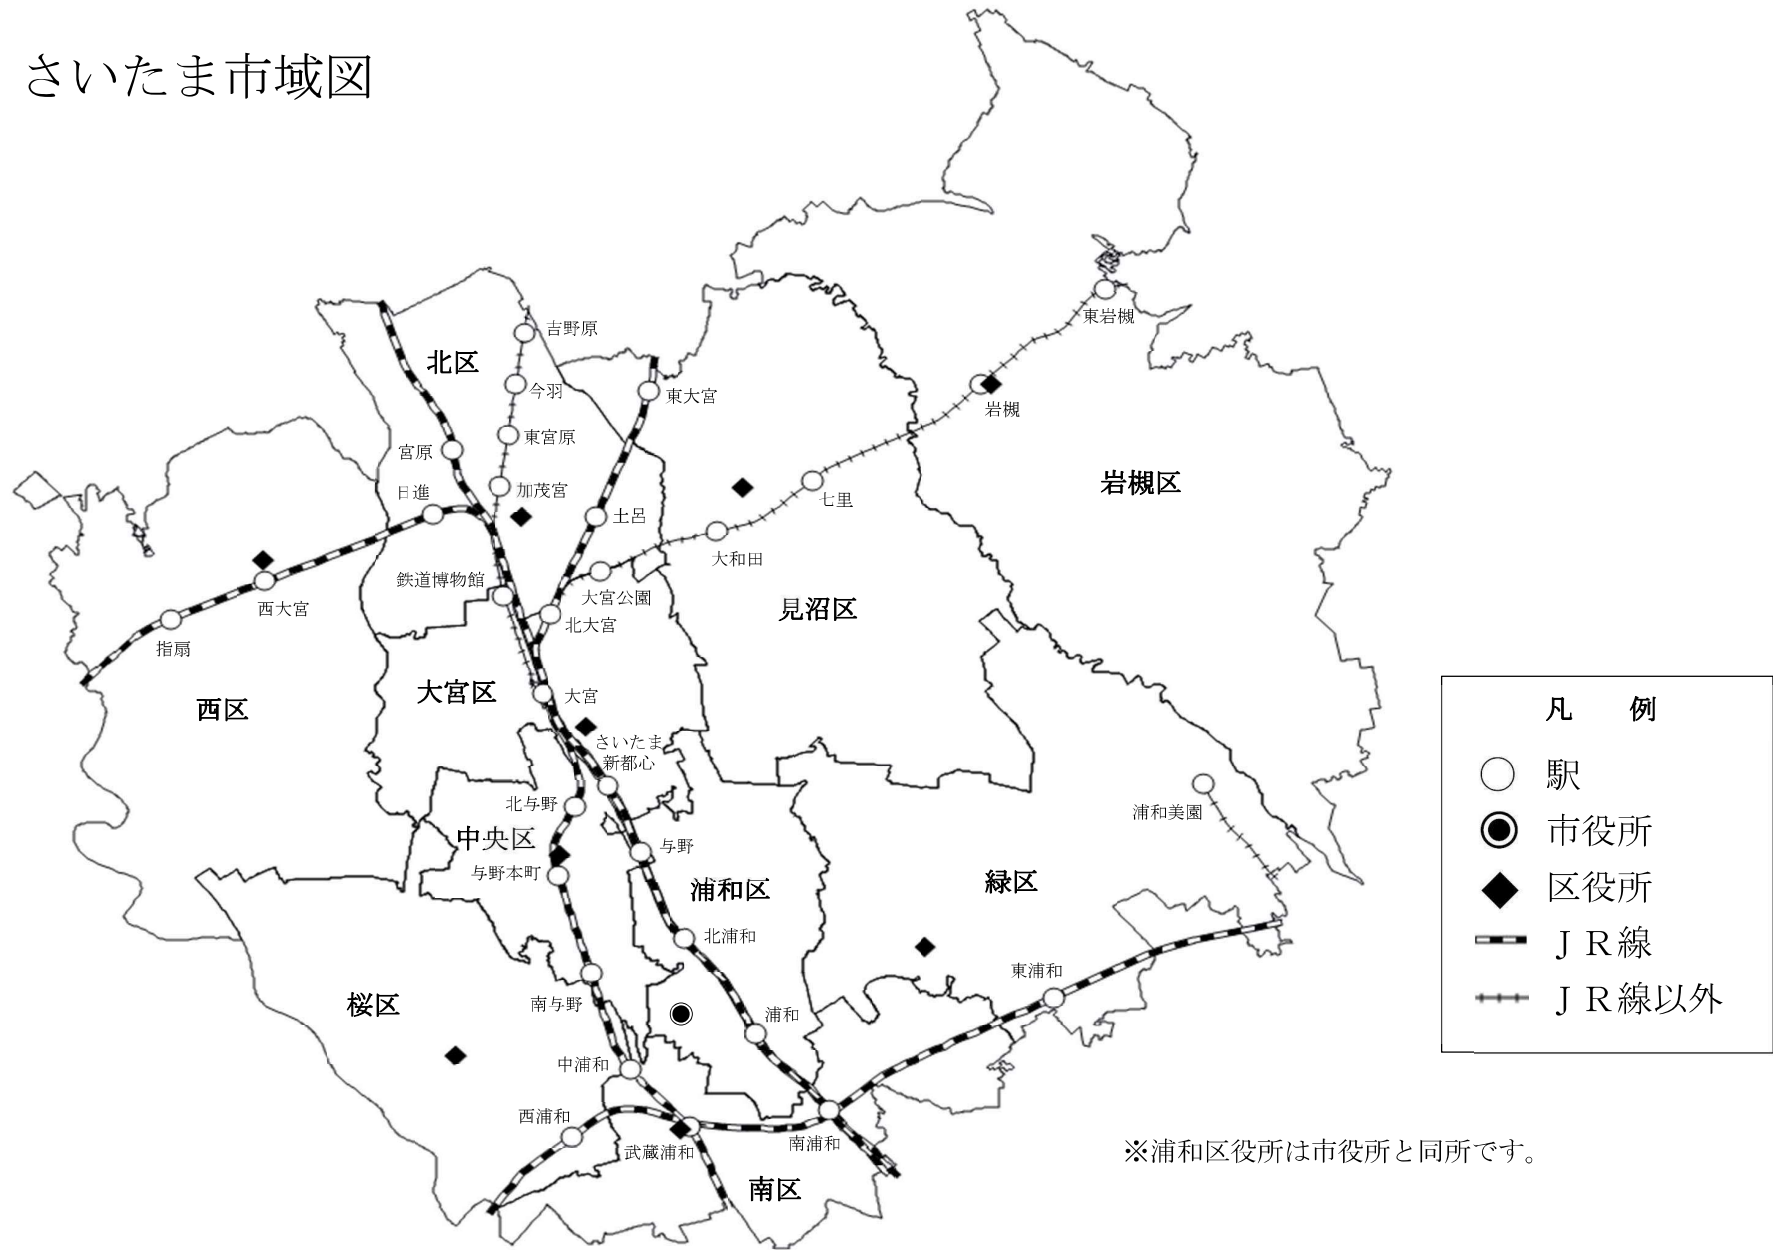 さいたま市域図
東岩槻
吉野原
北区
今羽
東大宮
岩槻
東宮原
宮原
岩槻区
日進
加茂宮
七里
土呂
大和田
鉄道博物館
大宮公園
西大宮
見沼区
北大宮
指扇
大宮区
大宮
西区
さいたま
新都心
北与野
浦和美園
中央区
与野
与野本町
浦和区
緑区
北浦和
東浦和
桜区
南与野
浦和
中浦和
西浦和
武蔵浦和
南浦和
南区
凡　例
駅
市役所
区役所
ＪＲ線
ＪＲ線以外
※浦和区役所は市役所と同所です。